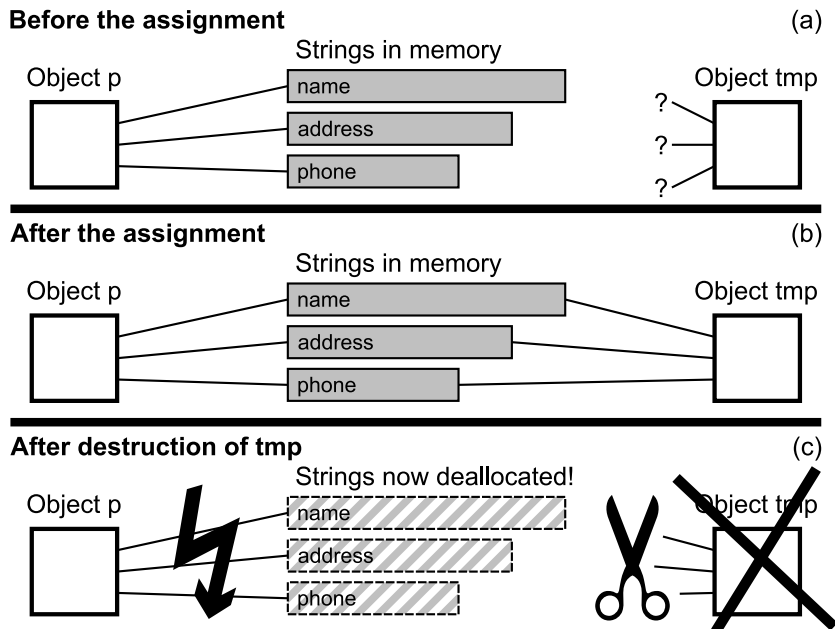 Before the assignment (a)
Strings in memory
Object p
Object tmp
name
address
phone
?
?
?
After the assignment (b)
Strings in memory
Object p
Object tmp
name
address
phone
After destruction of tmp (c)
Strings now deallocated!
Object p
Object tmp
name
address
phone